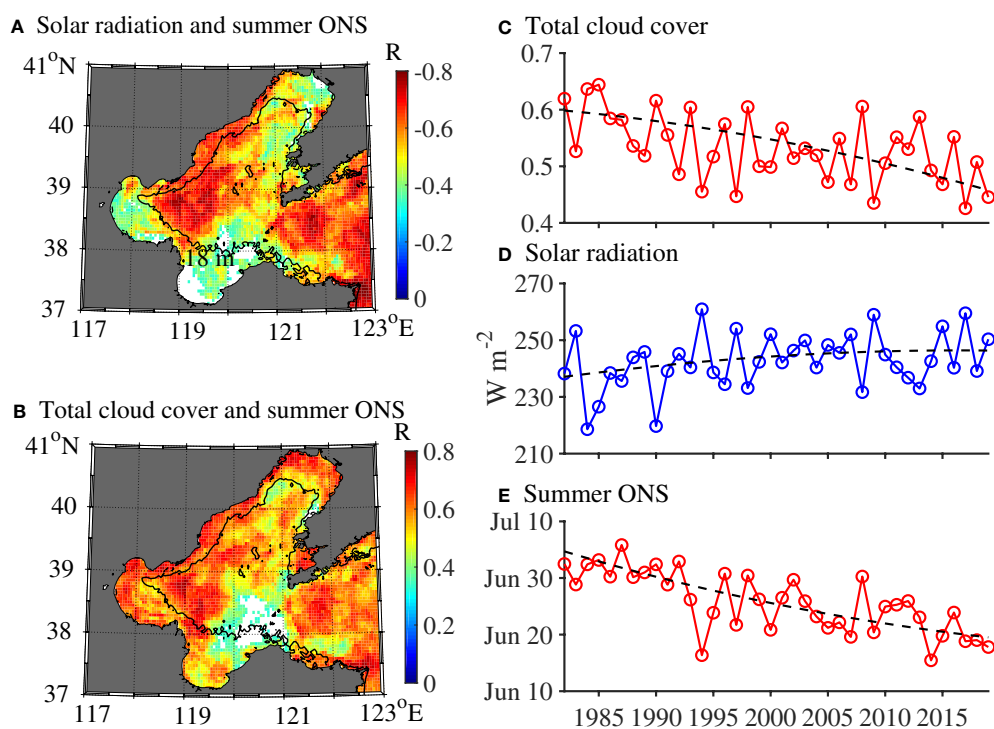 A Solar radiation and summer ONS
R
41°N
40
39
38
37
18 m
117
119
121
123°E
-0.8
-0.6
-0.4
-0.2
0
B Total cloud cover and summer ONS
R
41°N
40
39
38
37
117
119
121
123°E
0.8
0.6
0.4
0.2
0
C Total cloud cover
0.7
0.6
0.5
0.4
D Solar radiation
W m-2
270
250
230
210
E Summer ONS
Jul 10
Jun 30
Jun 20
Jun 10
1985 1990 1995 2000 2005 2010 2015